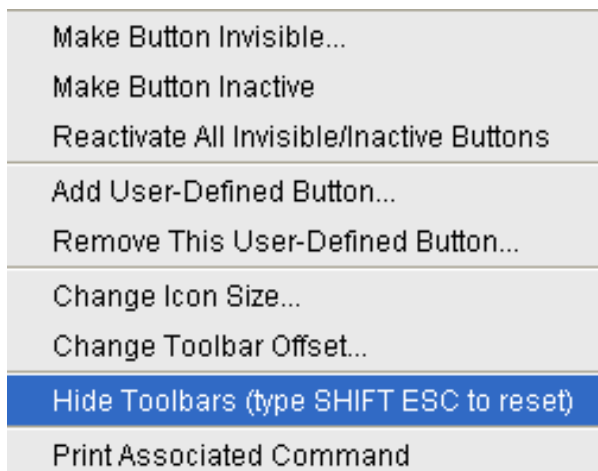 Make Button Invisible...
Make Button Inactive
Reactivate All Invisible/Inactive Buttons
Add User-Defined Button...
Remove This User-Defined Button...
Change Icon Size...
Change Toolbar Offset...
Hide Toolbars (type SHIFT ESC to reset)
Print Associated Command